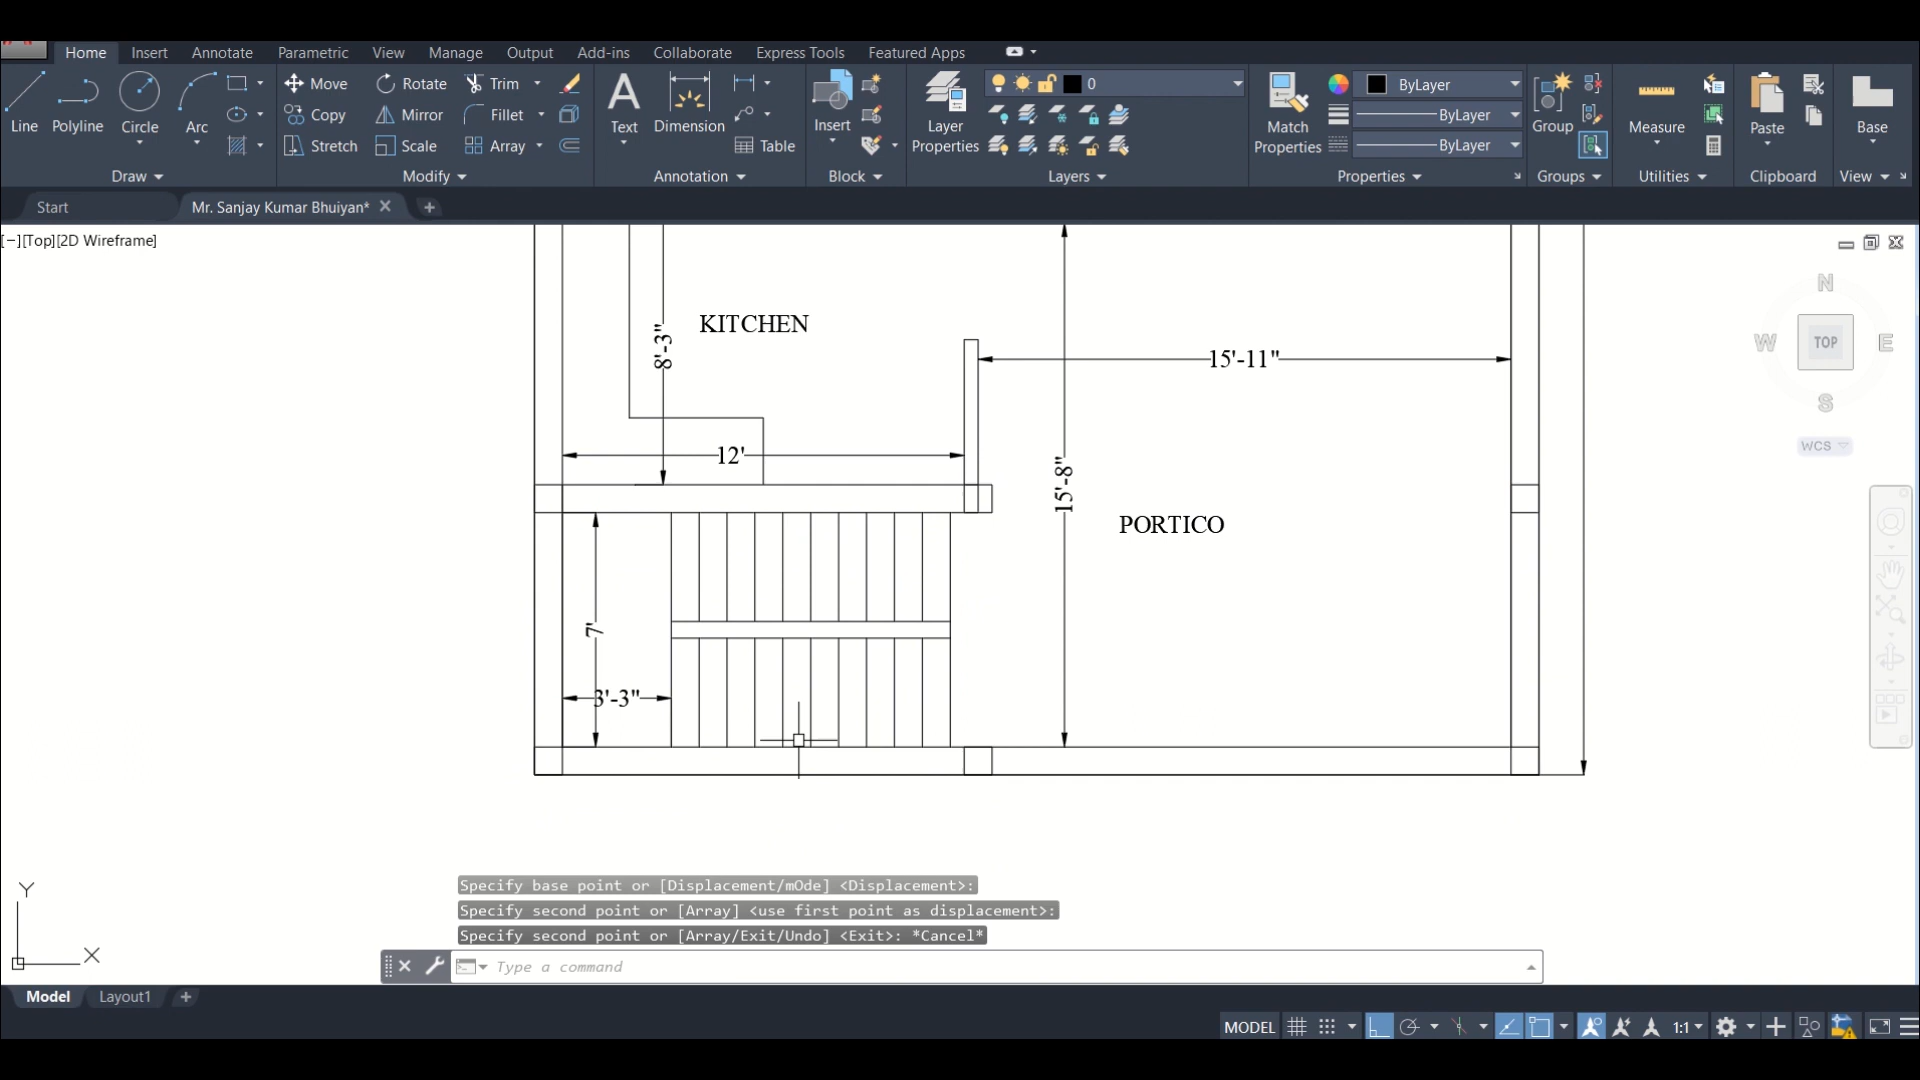 Home Insert Annotate Parametric View Manage Output Add-ins Collaborate Express Tools Featured Apps
Line Polyline Circle Arc
Move Rotate Trim
Copy Mirror Fillet
Stretch Scale Array
Text Dimension Table
Insert
Layer Properties
0
Match Properties
ByLayer
ByLayer
ByLayer
Group
Measure
Paste
Base
Draw Modify Annotation Block Layers Properties Groups Utilities Clipboard View
Start Mr. Sanjay Kumar Bhuiyan*
[−][Top][2D Wireframe]
N
W TOP E
S
WCS
KITCHEN
8'-3"
15'-11"
12'
15'-8"
PORTICO
7'
3'-3"
Y
X
Specify base point or [Displacement/mOde] <Displacement>:
Specify second point or [Array] <use first point as displacement>:
Specify second point or [Array/Exit/Undo] <Exit>: *Cancel*
Type a command
Model Layout1
MODEL 1:1